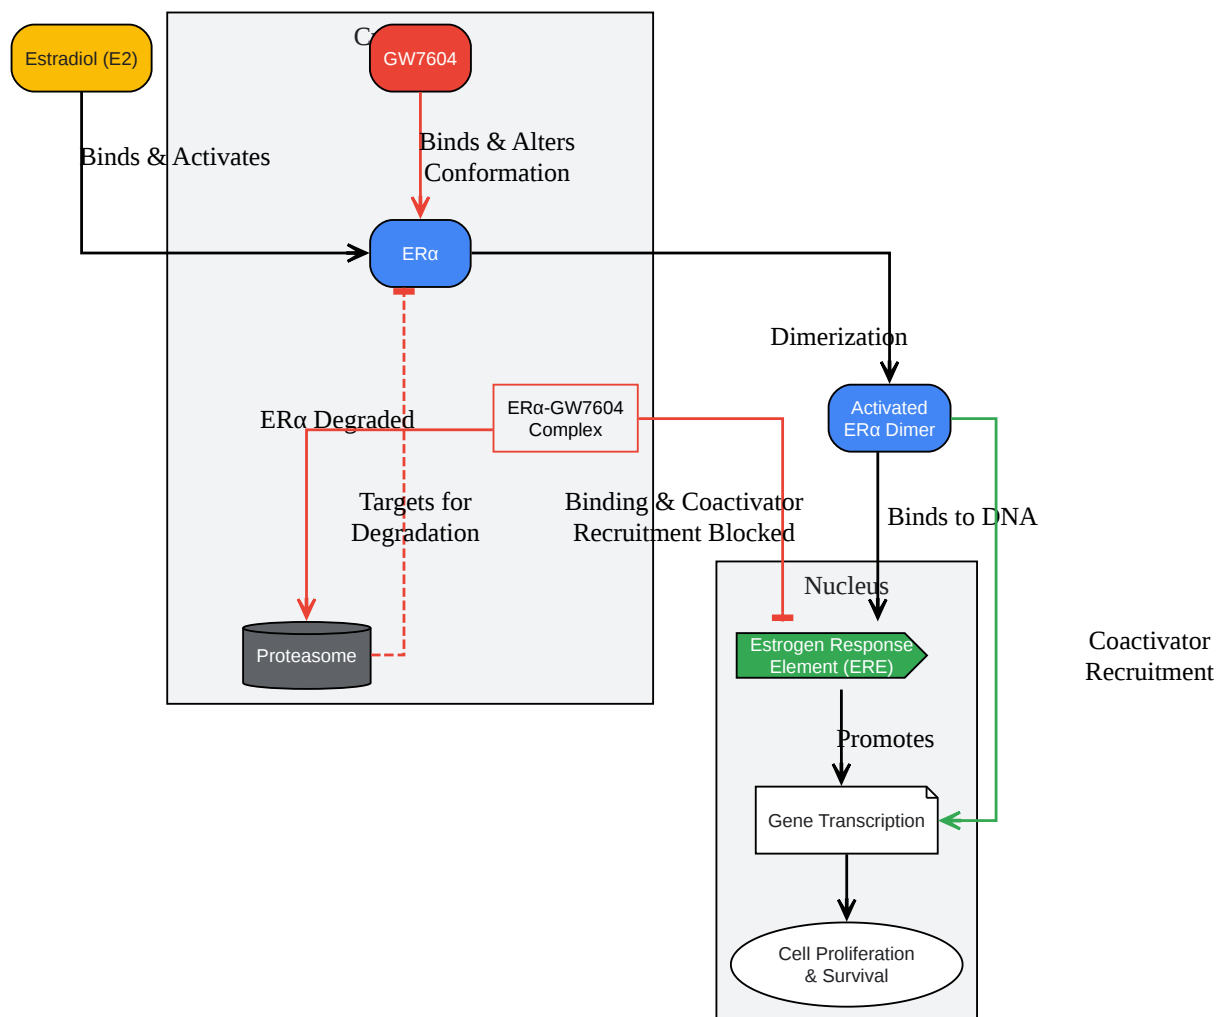 Estradiol (E2)
GW7604
Binds & Activates
Binds & Alters
Conformation
ERα
Dimerization
ERα-GW7604
Complex
Activated
ERα Dimer
ERα Degraded
Targets for
Degradation
Binding & Coactivator
Recruitment Blocked
Binds to DNA
Nucleus
Proteasome
Estrogen Response
Element (ERE)
Coactivator
Recruitment
Promotes
Gene Transcription
Cell Proliferation
& Survival